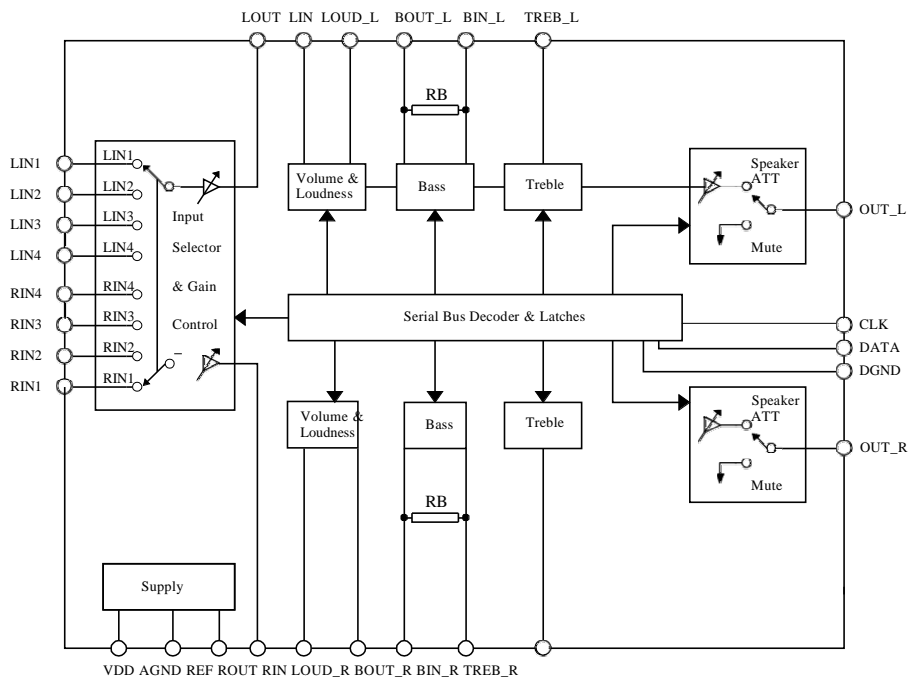 LOUT LIN LOUD_L BOUT_L BIN_L TREB_L
RB
LIN1
LIN2
LIN3
LIN4
RIN4
RIN3
RIN2
RIN1
LIN1
LIN2
LIN3
LIN4
RIN4
RIN3
RIN2
RIN1
Input
Selector
& Gain
Control
Volume &
Loudness
Bass
Treble
Speaker
ATT
Mute
OUT_L
Serial Bus Decoder & Latches
CLK
DATA
DGND
Volume &
Loudness
Bass
Treble
Speaker
ATT
Mute
OUT_R
RB
Supply
VDD AGND REF ROUT RIN LOUD_R BOUT_R BIN_R TREB_R